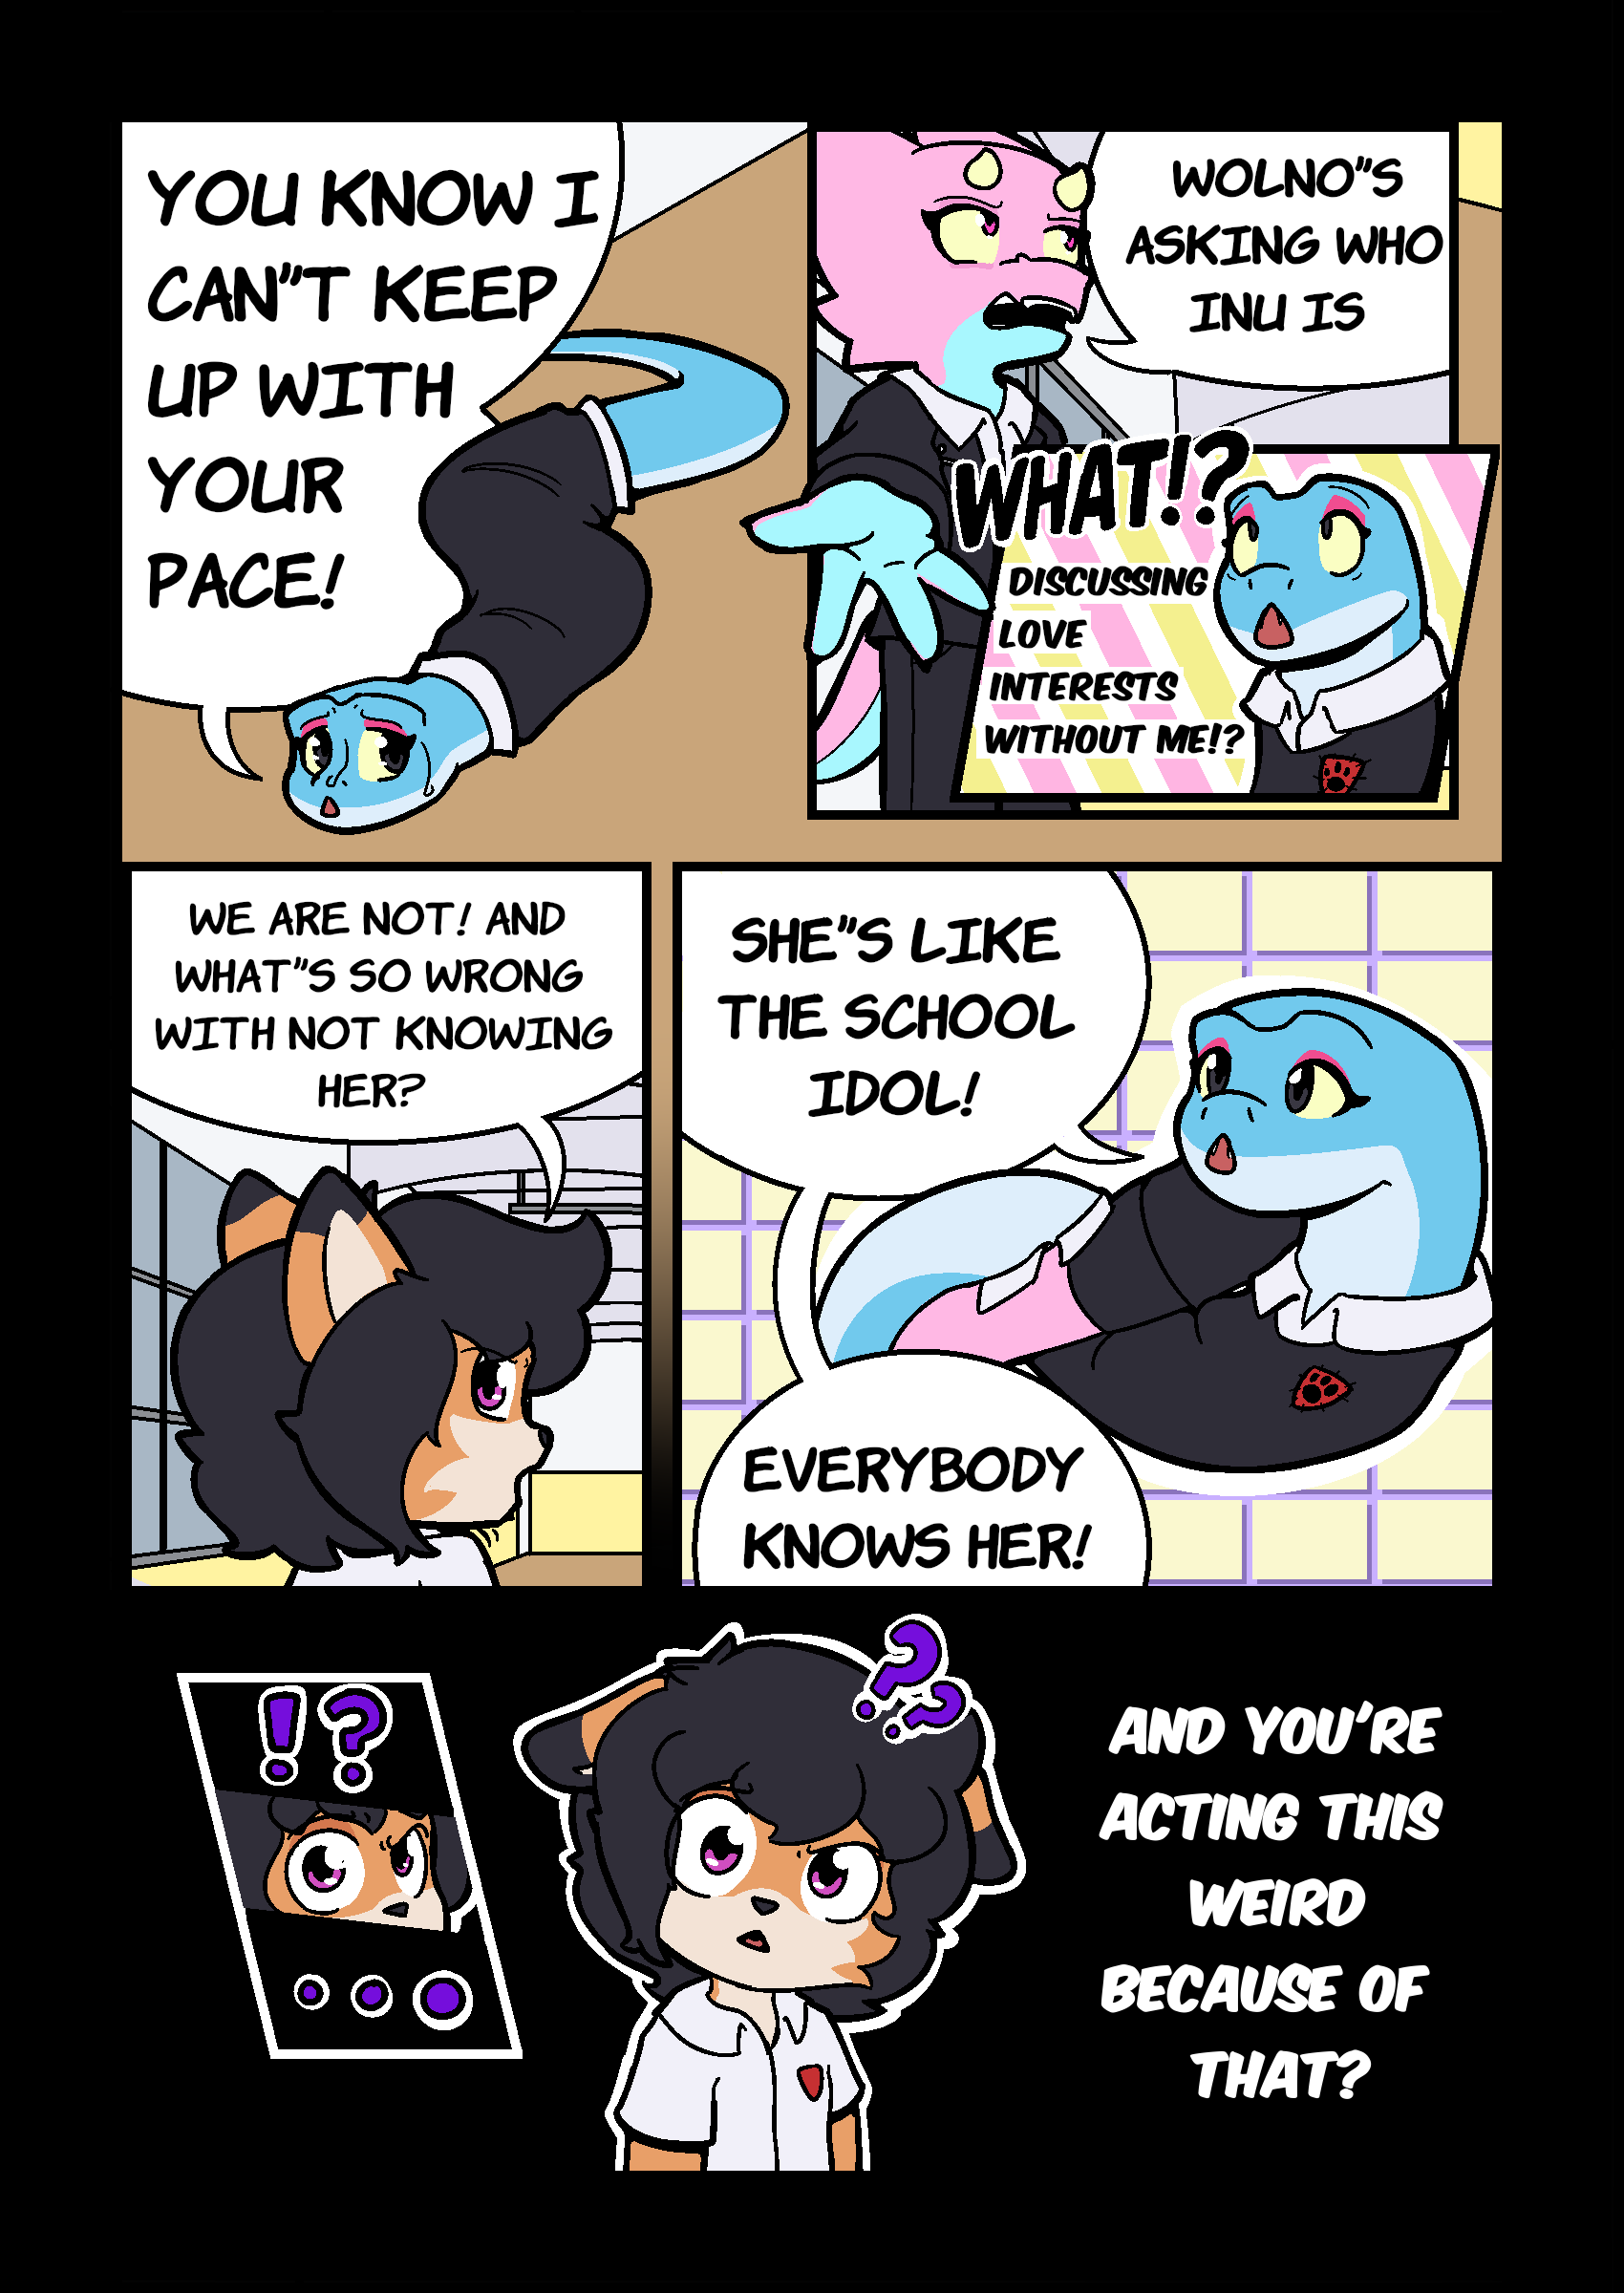 YOU KNOW I
CAN"T KEEP
UP WITH
YOUR
PACE!
WOLNO"S
ASKING WHO
INU IS
WHAT!?
DISCUSSING
LOVE
INTERESTS
WITHOUT ME!?
WE ARE NOT! AND
WHAT"S SO WRONG
WITH NOT KNOWING
HER?
SHE"S LIKE
THE SCHOOL
IDOL!
EVERYBODY
KNOWS HER!
!?
...
??
AND YOU'RE
ACTING THIS
WEIRD
BECAUSE OF
THAT?